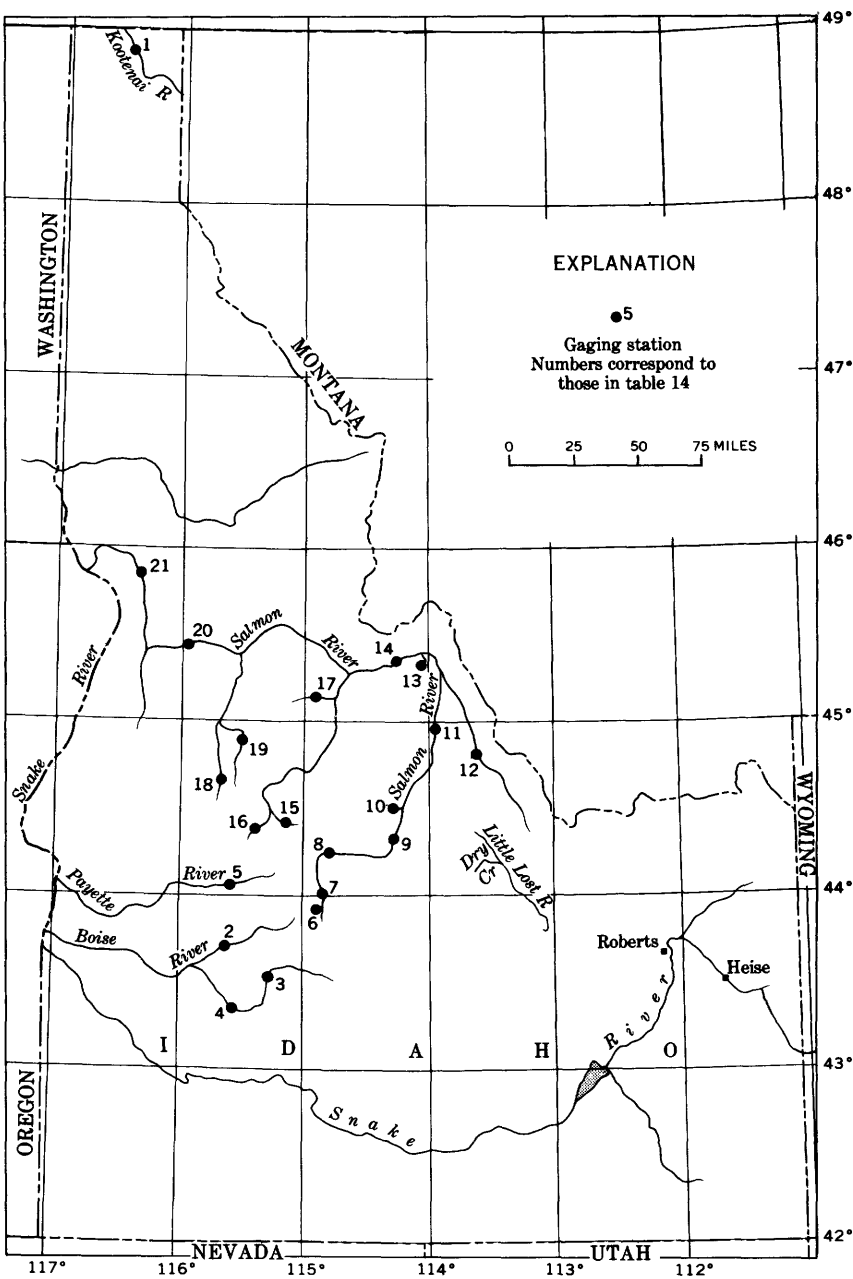 49°
1
Kootenai R
48°
WASHINGTON
EXPLANATION
5
Gaging station
Numbers correspond to
those in table 14
MONTANA
47°
0 25 50 75 MILES
46°
21
20
Salmon
River
14
13
17
River
River
45°
11
19
12
18
Salmon
Snake
10
15
16
9
8
WYOMING
Little Lost R
Dry
Cr
River 5
7
Payette
44°
6
2
Boise
River
Roberts
Heise
3
4
River
I D A H O
43°
OREGON
Snake
42°
NEVADA
UTAH
117° 116° 115° 114° 113° 112°